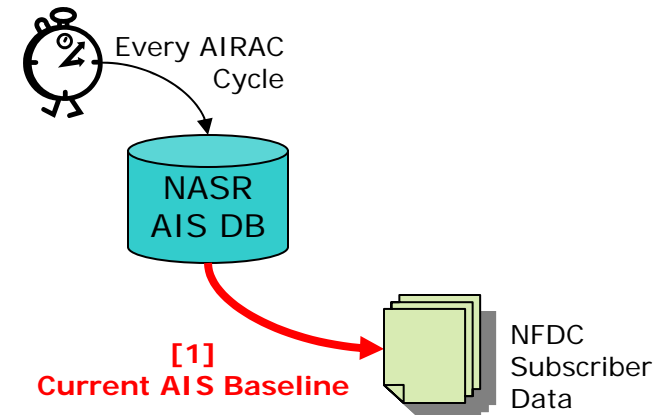 Every AIRAC
Cycle
NASR
AIS DB
[1]
Current AIS Baseline
NFDC
Subscriber
Data